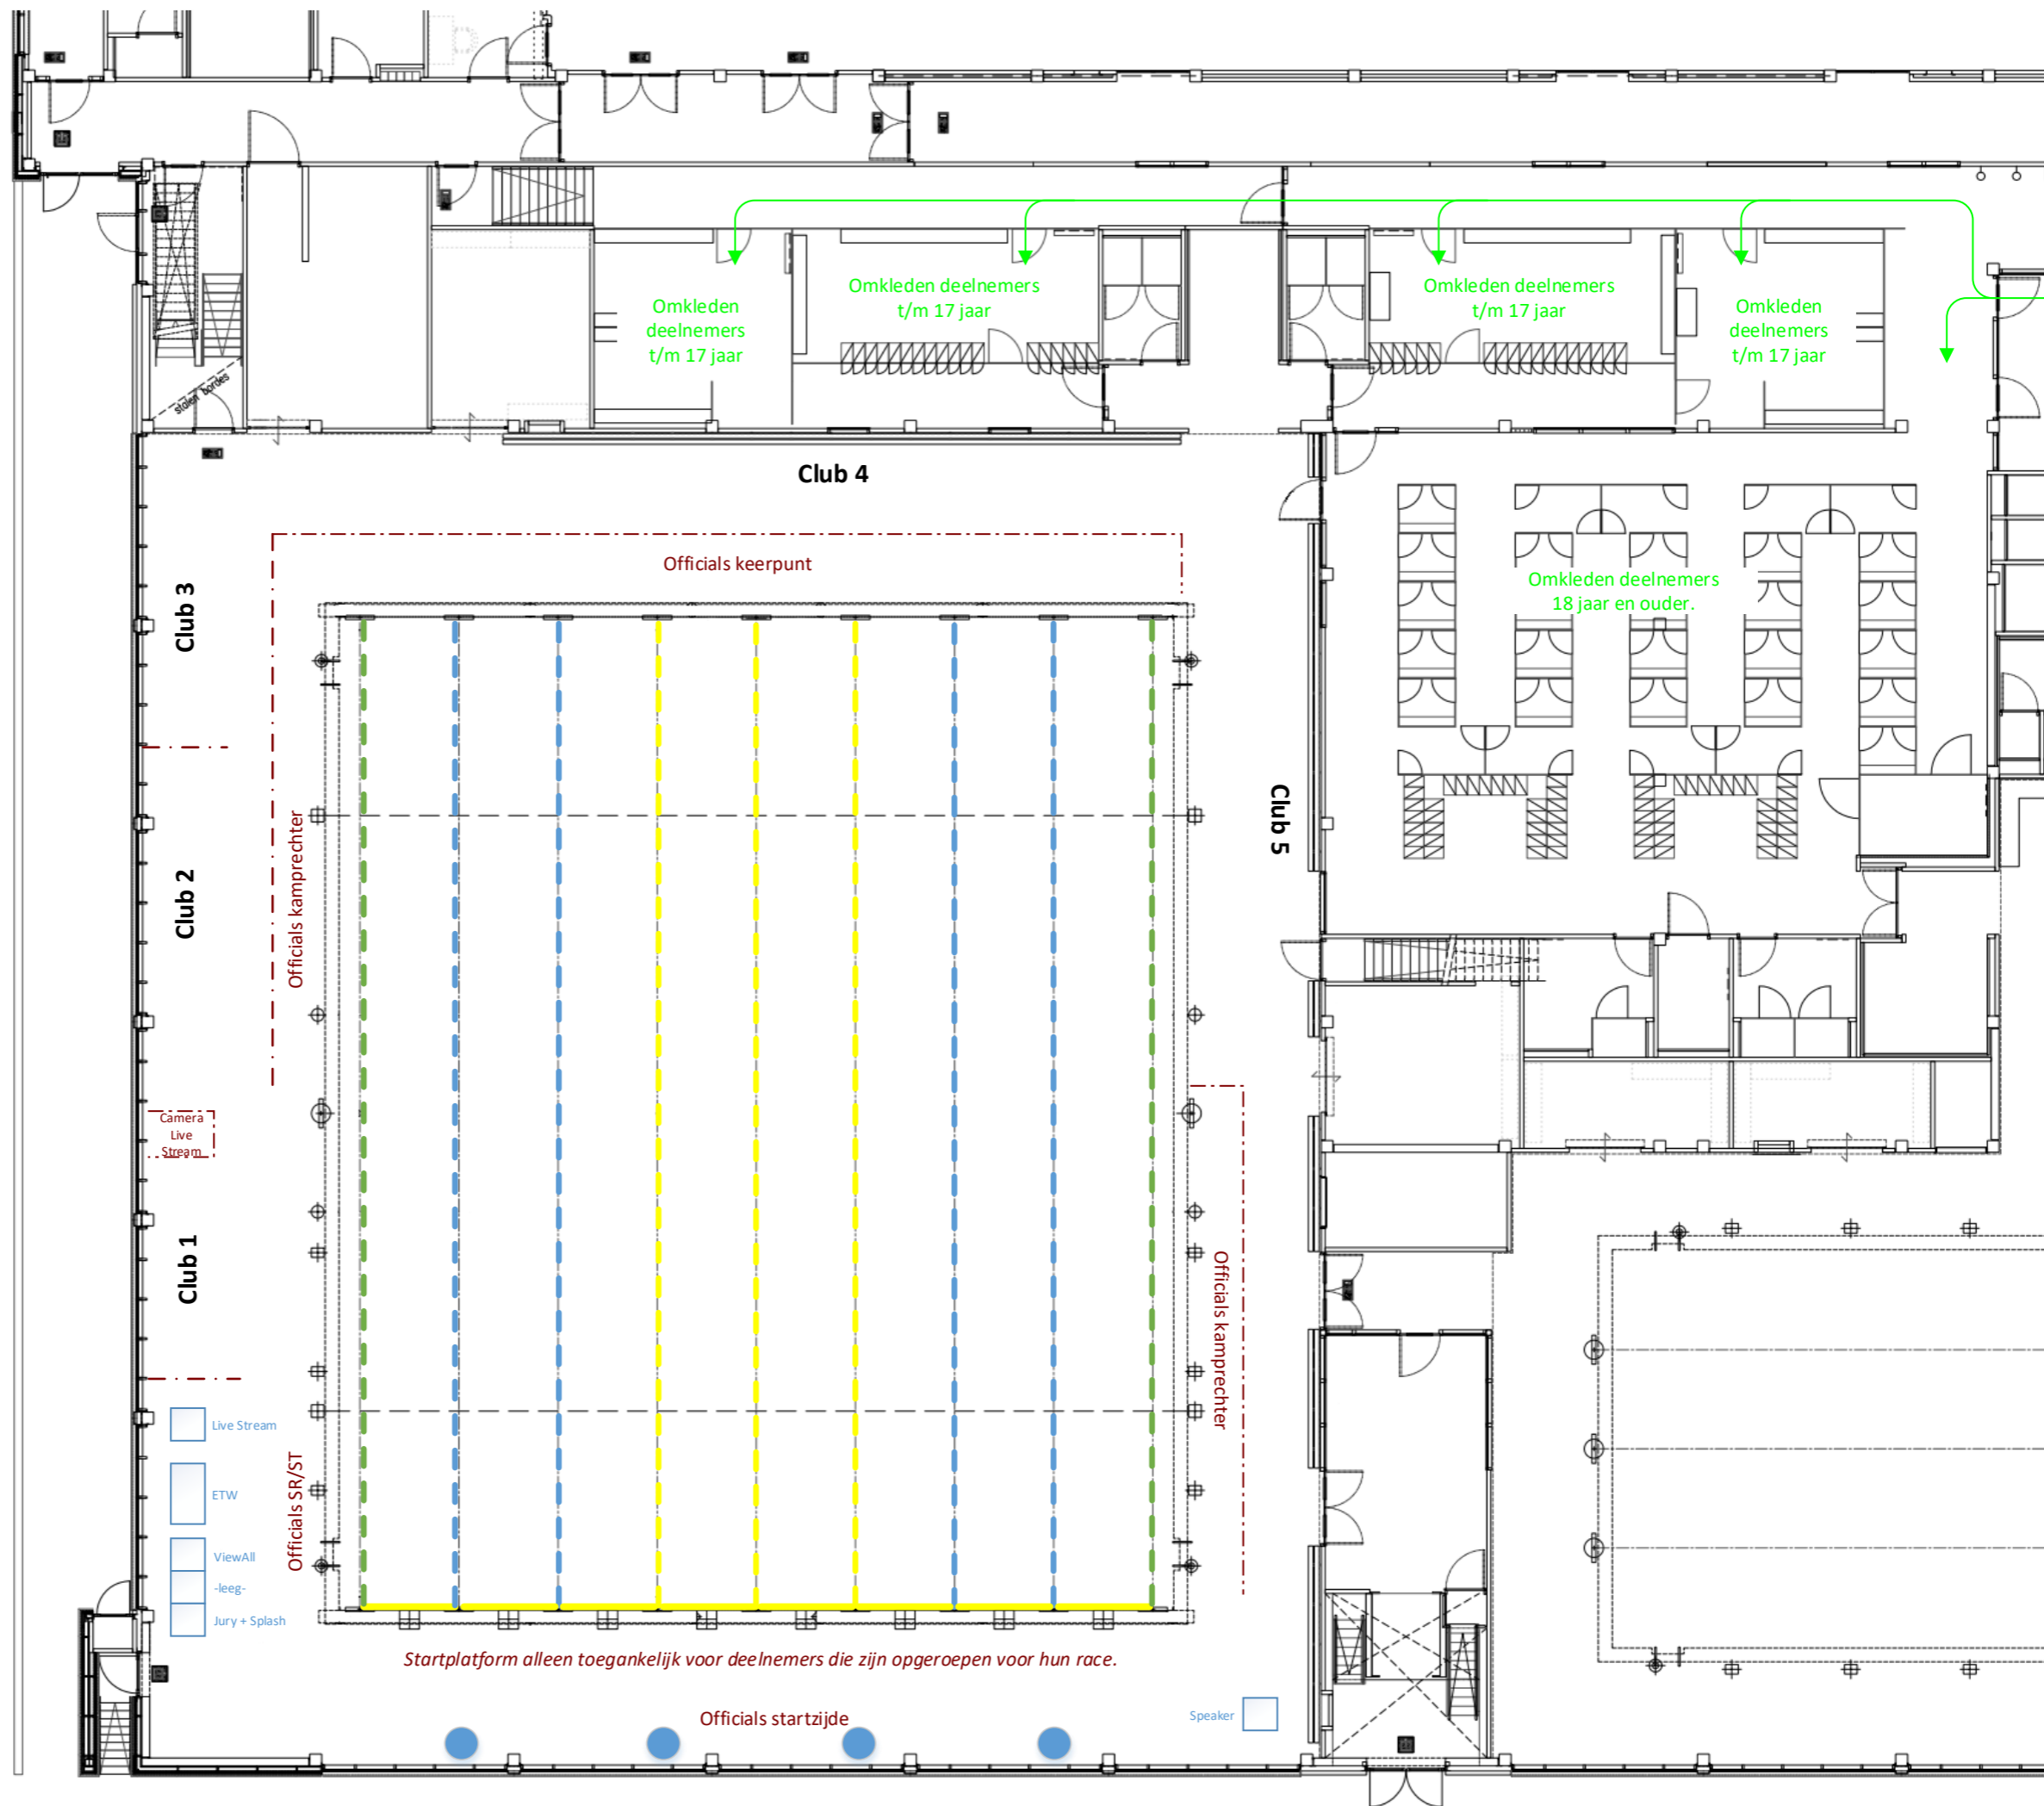 Omkleden
deelnemers
t/m 17 jaar
Omkleden deelnemers
t/m 17 jaar
Omkleden deelnemers
t/m 17 jaar
Omkleden
deelnemers
t/m 17 jaar
stalen bordes
Club 4
Officials keerpunt
Club 3
Omkleden deelnemers
18 jaar en ouder.
Club 5
Club 2
Officials kamprechter
Camera
Live
Stream
Club 1
Officials kamprechter
Live Stream
ETW
Officials SR/ST
ViewAll
-leeg-
Jury + Splash
Startplatform alleen toegankelijk voor deelnemers die zijn opgeroepen voor hun race.
Officials startzijde
Speaker